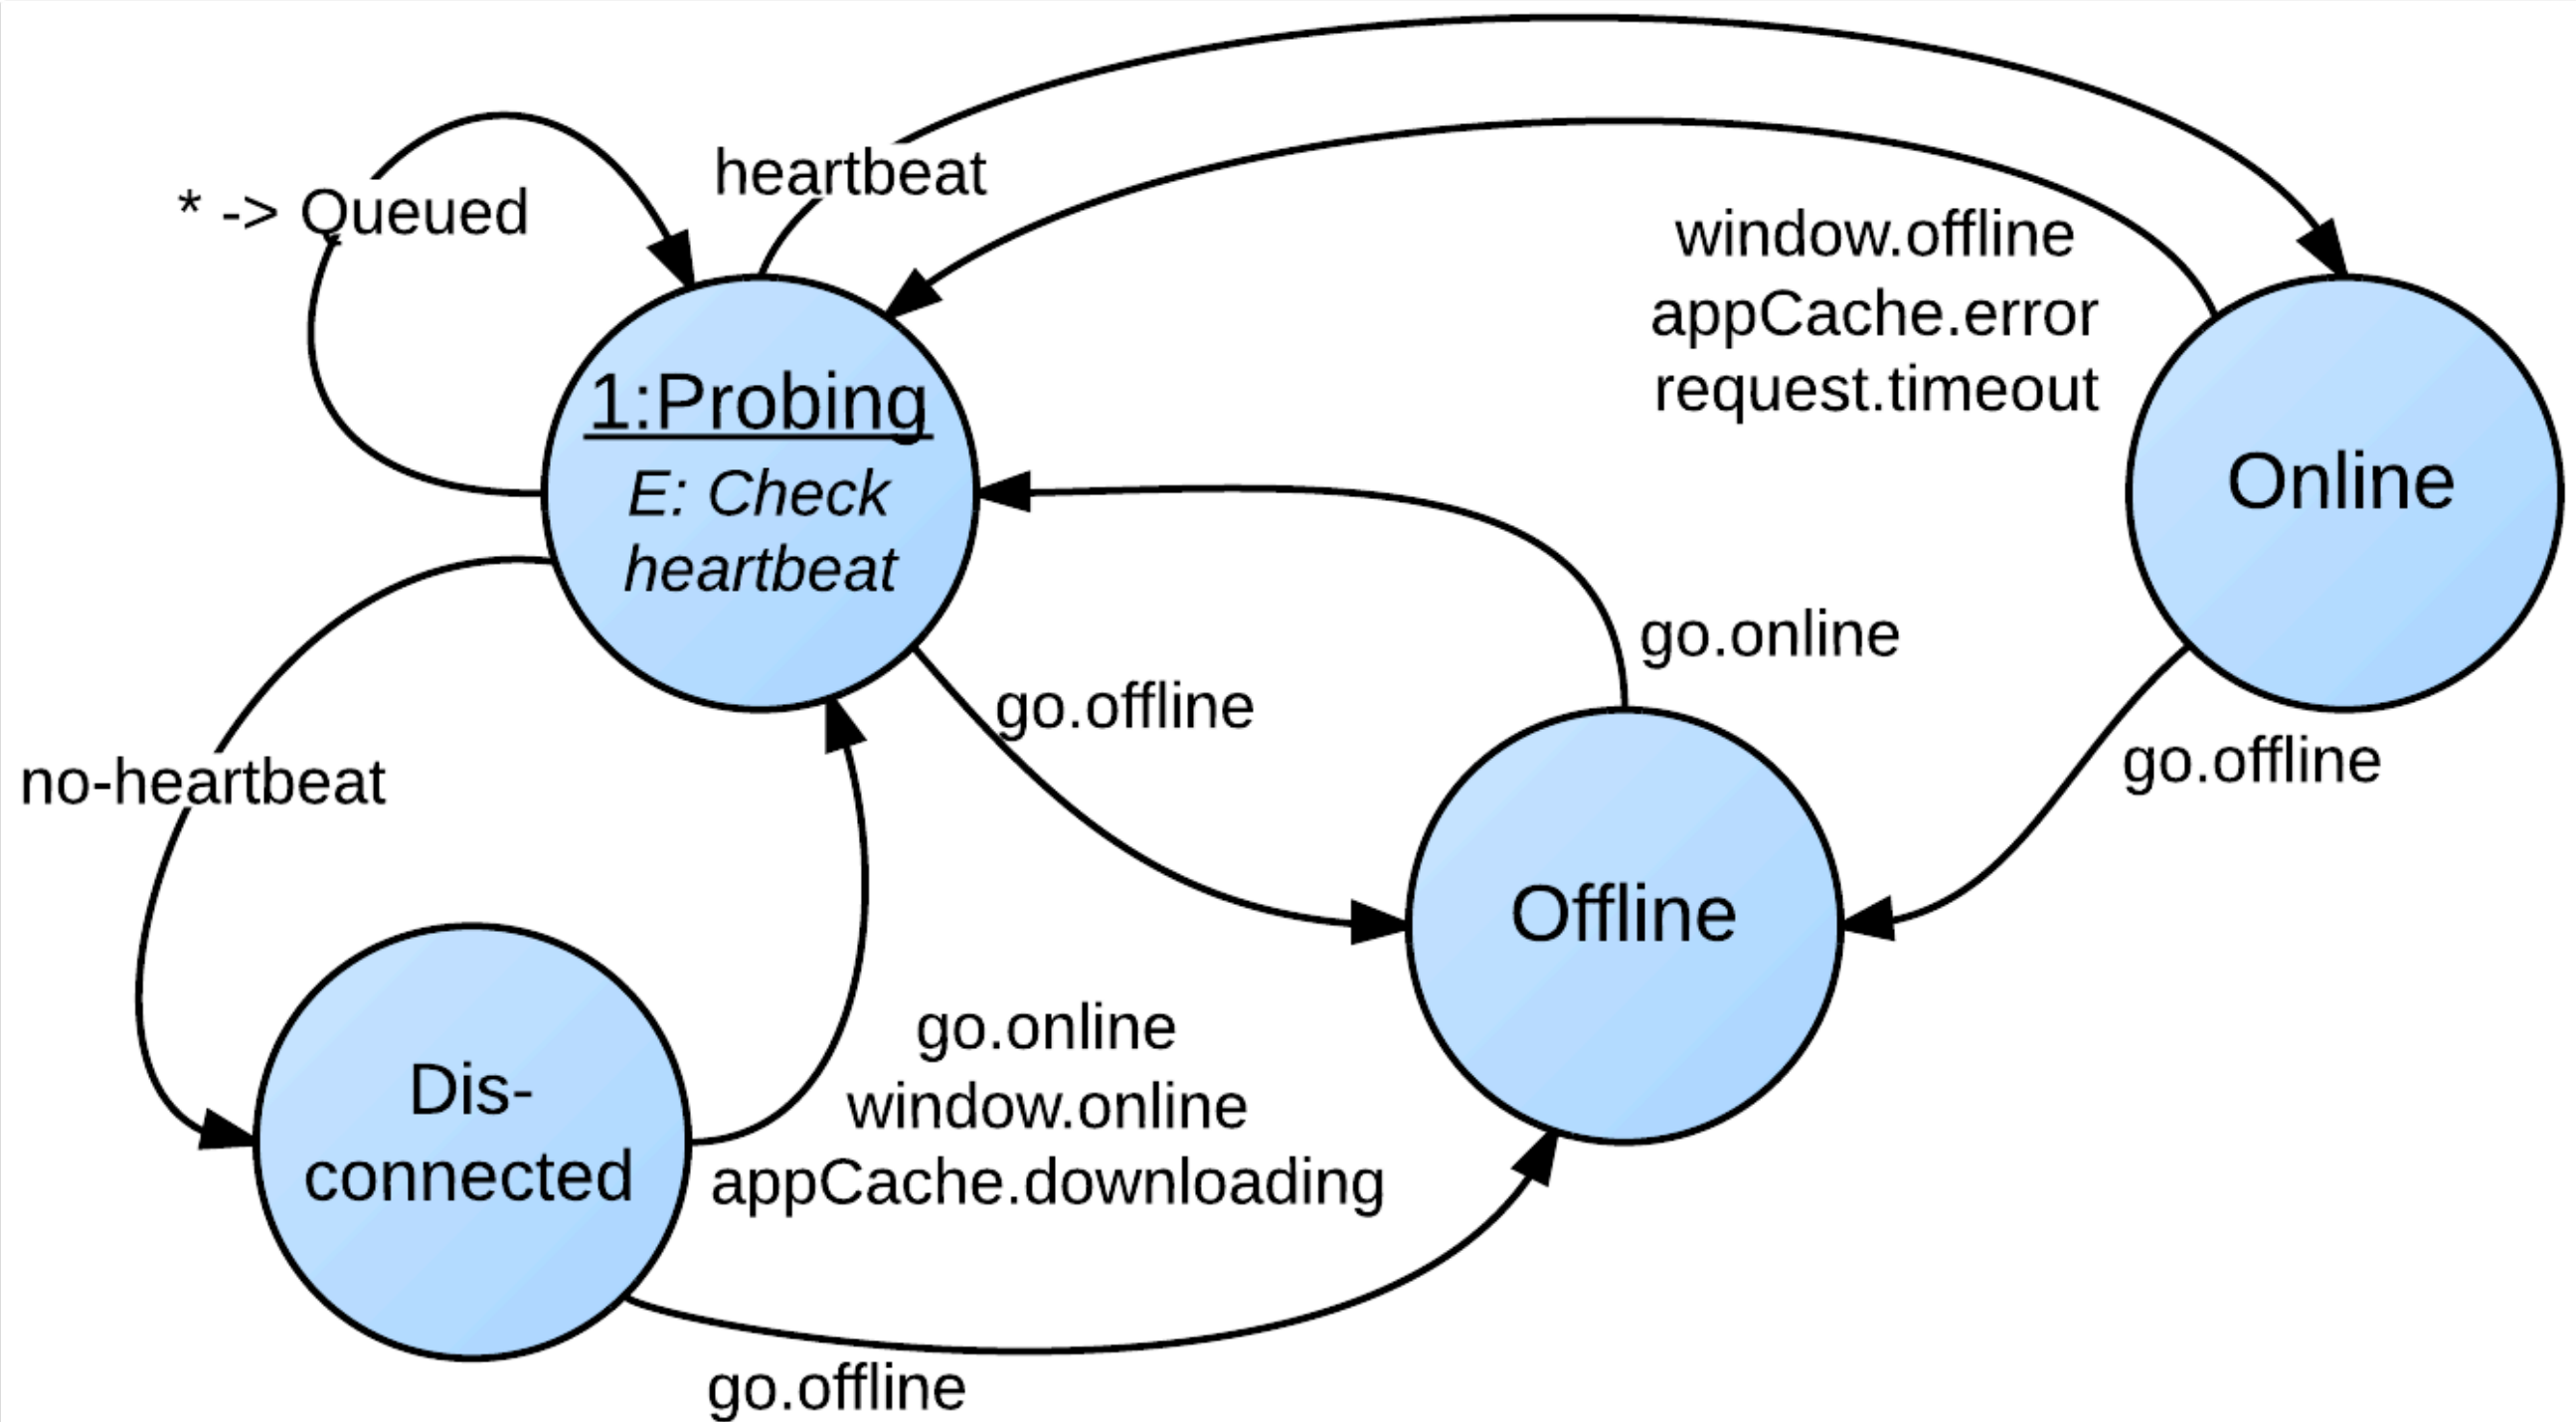 heartbeat
* -> Queued
window.offline
appCache.error
request.timeout
1:Probing
E: Check
heartbeat
Online
go.online
go.offline
go.offline
no-heartbeat
Offline
go.online
window.online
appCache.downloading
Dis-
connected
go.offline